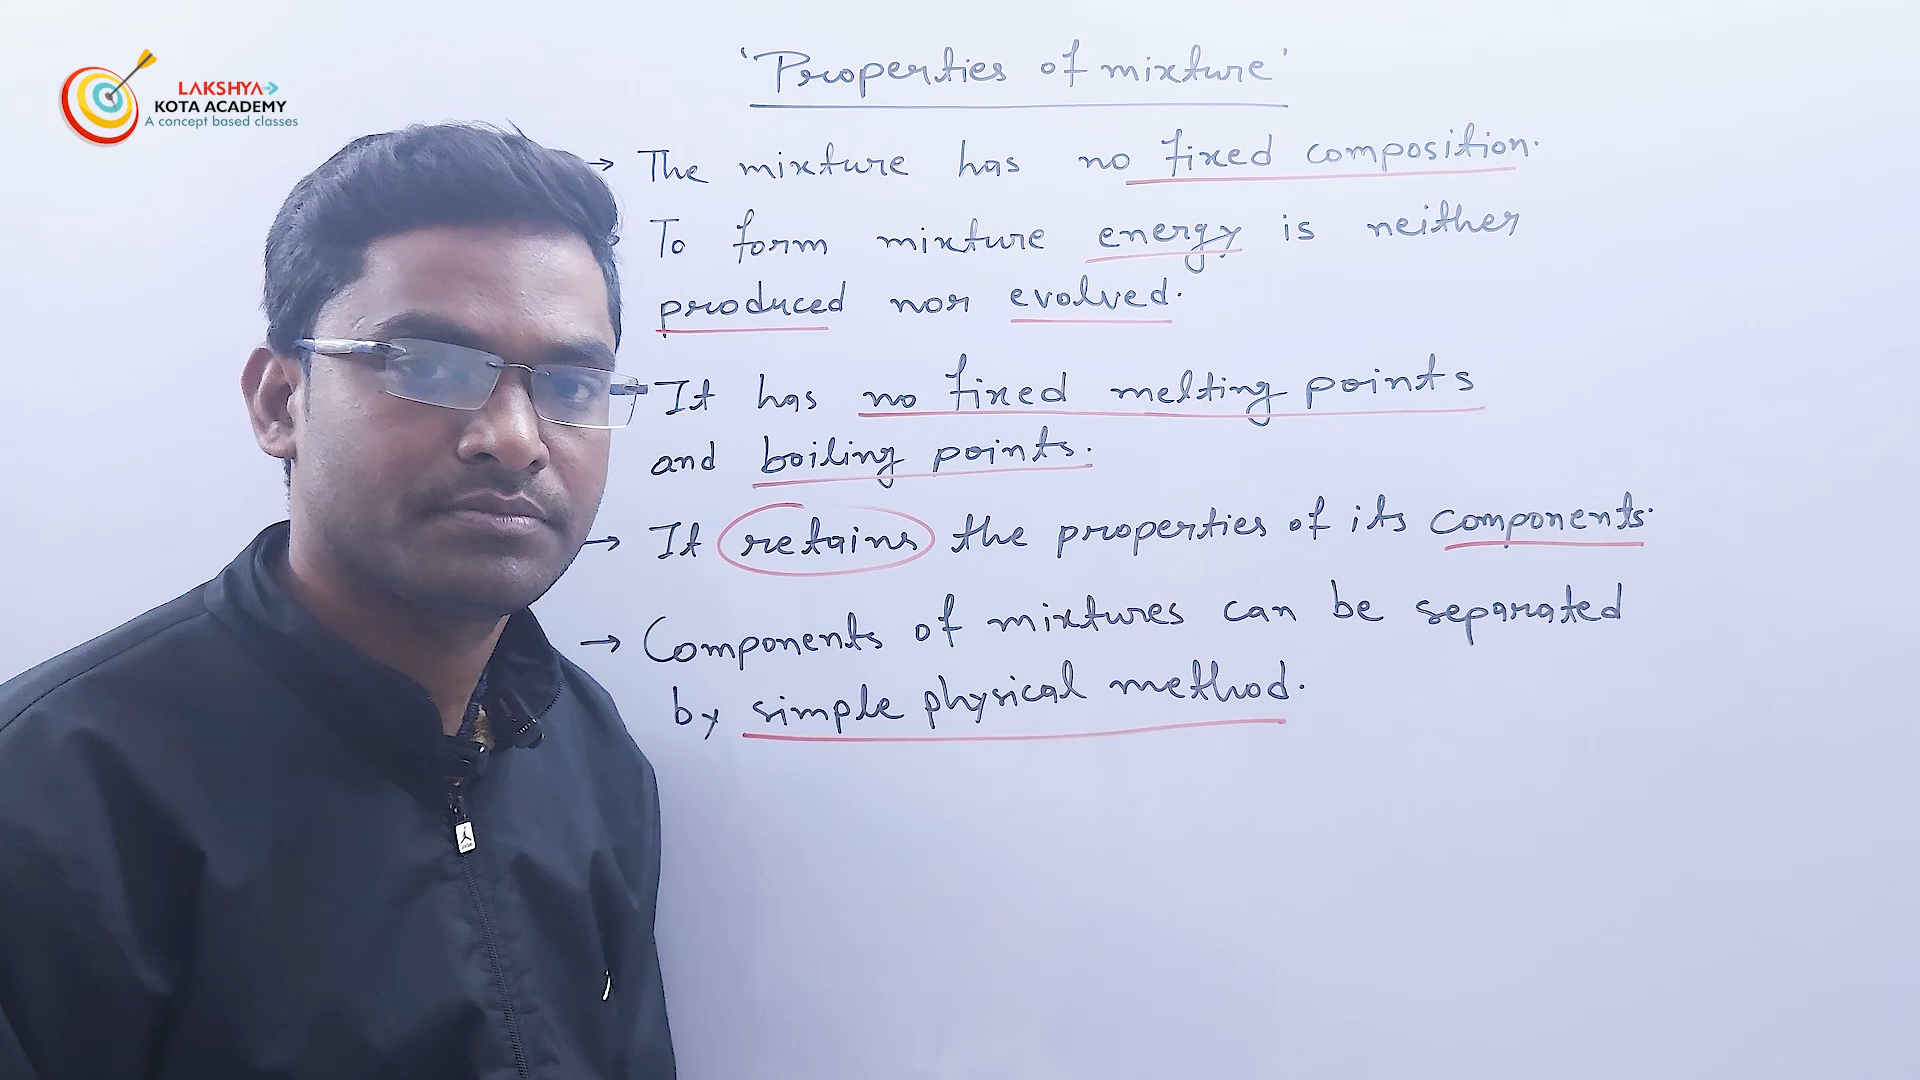 LAKSHYA
KOTA ACADEMY
A concept based classes
'Properties of mixture'
→ The mixture has no fixed composition.
To form mixture energy is neither
produced nor evolved.
It has no fixed melting points
and boiling points.
→ It retains the properties of its components.
→ Components of mixtures can be separated
by simple physical method.